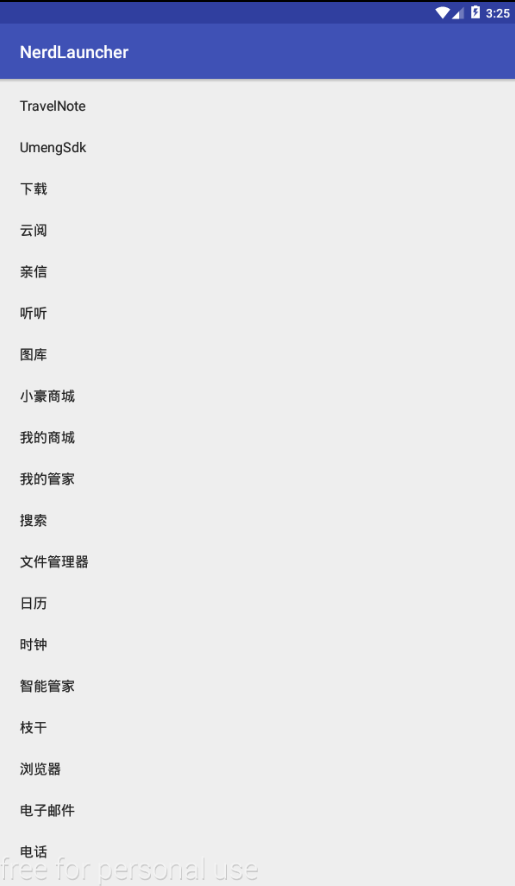 3:25
NerdLauncher
TravelNote
UmengSdk
下载
云阅
亲信
听听
图库
小豪商城
我的商城
我的管家
搜索
文件管理器
日历
时钟
智能管家
枝干
浏览器
电子邮件
电话
free for personal use